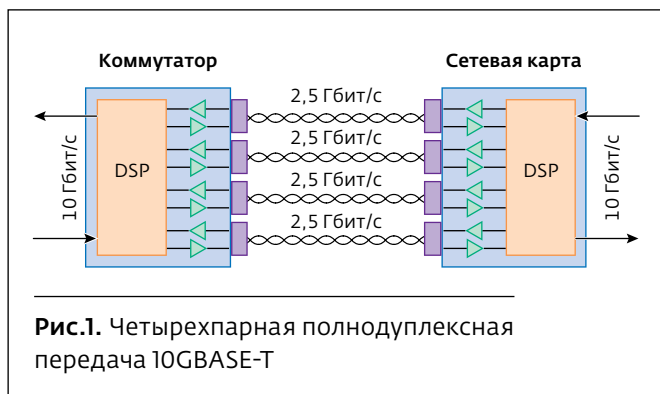 Коммутатор
Сетевая карта
2,5 Гбит/с
2,5 Гбит/с
2,5 Гбит/с
2,5 Гбит/с
10 Гбит/с
DSP
DSP
10 Гбит/с
Рис.1. Четырехпарная полнодуплексная
передача 10GBASE-T